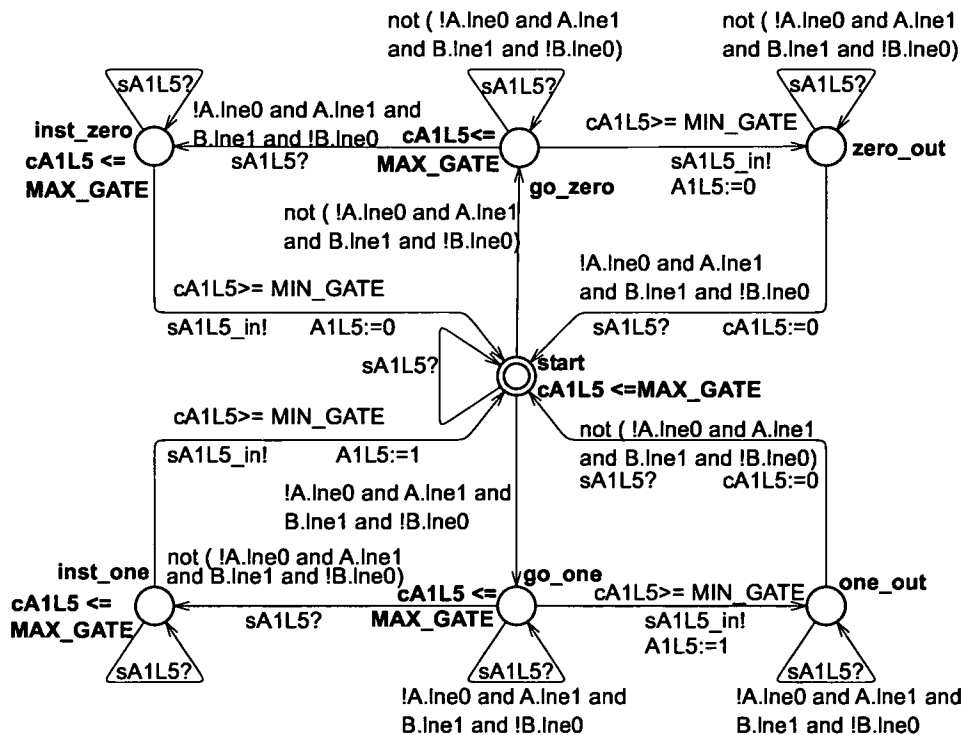 not ( !A.lne0 and A.lne1
and B.lne1 and !B.lne0)
not ( !A.lne0 and A.lne1
and B.lne1 and !B.lne0)
sA1L5?
sA1L5?
sA1L5?
!A.lne0 and A.lne1 and
B.lne1 and !B.lne0
sA1L5?
inst_zero
cA1L5 <=
MAX_GATE
cA1L5<=
MAX_GATE
go_zero
cA1L5>= MIN_GATE
sA1L5_in!
A1L5:=0
zero_out
not ( !A.lne0 and A.lne1
and B.lne1 and !B.lne0)
!A.lne0 and A.lne1
and B.lne1 and !B.lne0
sA1L5? cA1L5:=0
cA1L5>= MIN_GATE
sA1L5_in! A1L5:=0
sA1L5?
start
cA1L5 <=MAX_GATE
cA1L5>= MIN_GATE
sA1L5_in! A1L5:=1
not ( !A.lne0 and A.lne1
and B.lne1 and !B.lne0)
sA1L5? cA1L5:=0
!A.lne0 and A.lne1 and
B.lne1 and !B.lne0
not ( !A.lne0 and A.lne1
and B.lne1 and !B.lne0)
sA1L5?
inst_one
cA1L5 <=
MAX_GATE
go_one
cA1L5 <=
MAX_GATE
cA1L5>= MIN_GATE
sA1L5_in!
A1L5:=1
one_out
sA1L5?
sA1L5?
sA1L5?
!A.lne0 and A.lne1 and
B.lne1 and !B.lne0
!A.lne0 and A.lne1 and
B.lne1 and !B.lne0